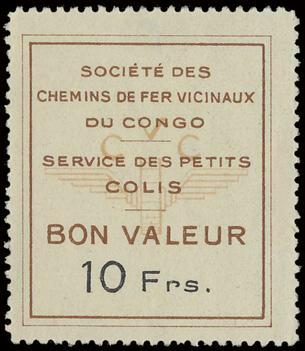 SOCIÉTÉ DES
CHEMINS DE FER VICINAUX
DU CONGO
C V C
SERVICE DES PETITS
COLIS
BON VALEUR
10 Frs.